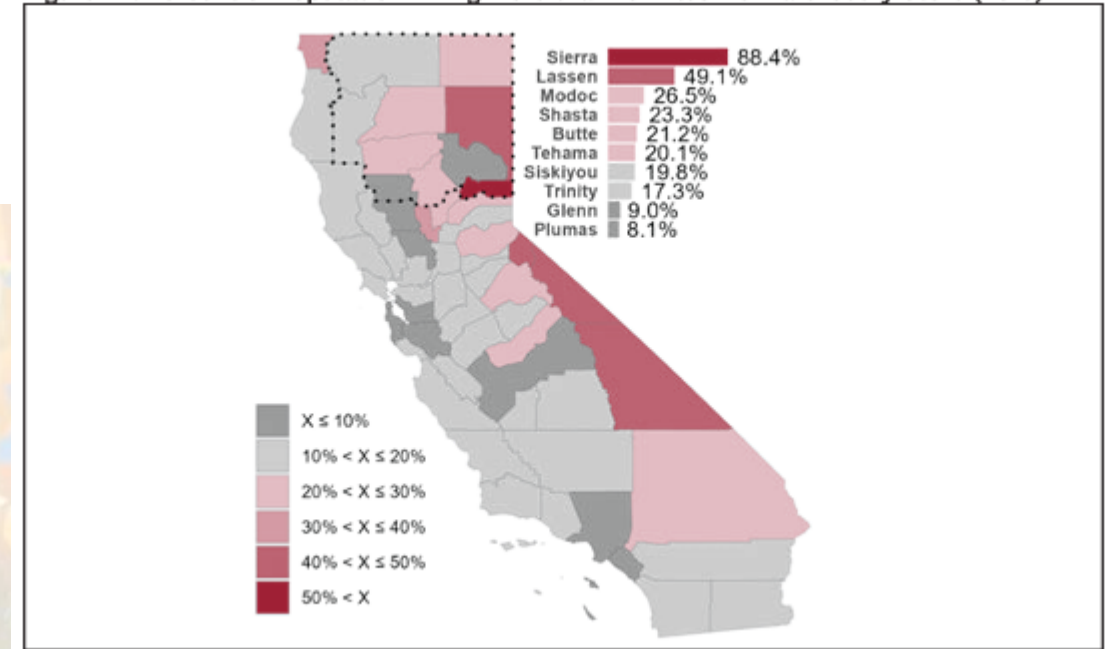 Sierra 88.4%
Lassen 49.1%
Modoc 26.5%
Shasta 23.3%
Butte 21.2%
Tehama 20.1%
Siskiyou 19.8%
Trinity 17.3%
Glenn 9.0%
Plumas 8.1%
X ≤ 10%
10% < X ≤ 20%
20% < X ≤ 30%
30% < X ≤ 40%
40% < X ≤ 50%
50% < X